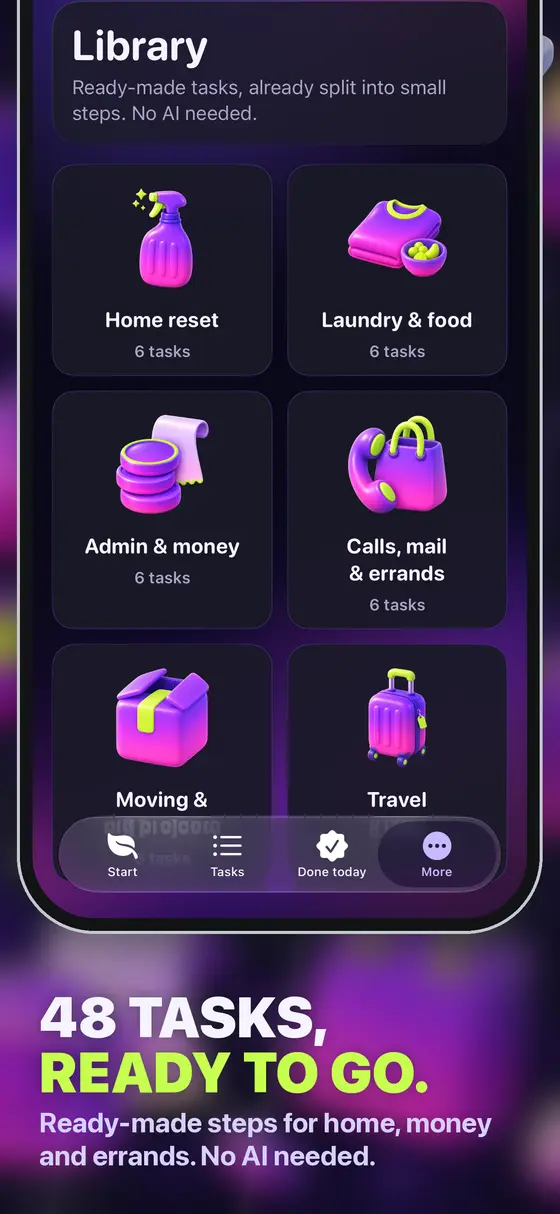 Library
Ready-made tasks, already split into small
steps. No AI needed.
Home reset
6 tasks
Laundry & food
6 tasks
Admin & money
6 tasks
Calls, mail
& errands
6 tasks
Moving &
Travel
tasks
Start
Tasks
Done today
More
48 TASKS,
READY TO GO.
Ready-made steps for home, money
and errands. No AI needed.